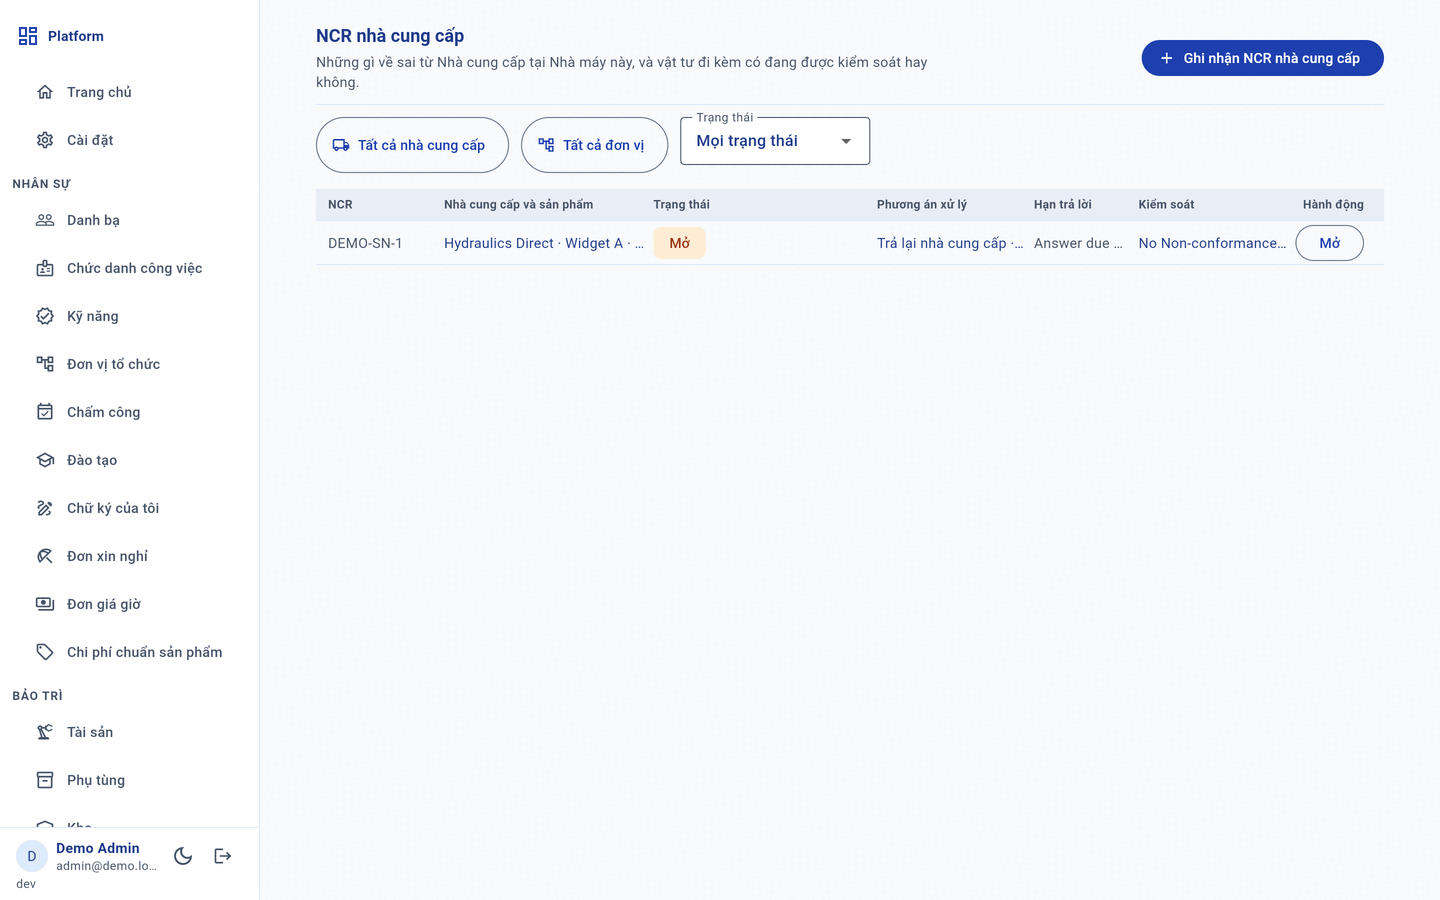 Platform
Trang chủ
Cài đặt
NHÂN SỰ
Danh bạ
Chức danh công việc
Kỹ năng
Đơn vị tổ chức
Chấm công
Đào tạo
Chữ ký của tôi
Đơn xin nghỉ
Đơn giá giờ
Chi phí chuẩn sản phẩm
BẢO TRÌ
Tài sản
Phụ tùng
Kho
Demo Admin
admin@demo.lo...
dev
NCR nhà cung cấp
Những gì về sai từ Nhà cung cấp tại Nhà máy này, và vật tư đi kèm có đang được kiểm soát hay
không.
Ghi nhận NCR nhà cung cấp
Tất cả nhà cung cấp
Tất cả đơn vị
Trạng thái
Mọi trạng thái
NCR Nhà cung cấp và sản phẩm Trạng thái Phương án xử lý Hạn trả lời Kiểm soát Hành động
DEMO-SN-1 Hydraulics Direct · Widget A · ... Mở Trả lại nhà cung cấp ·... Answer due ... No Non-conformance... Mở